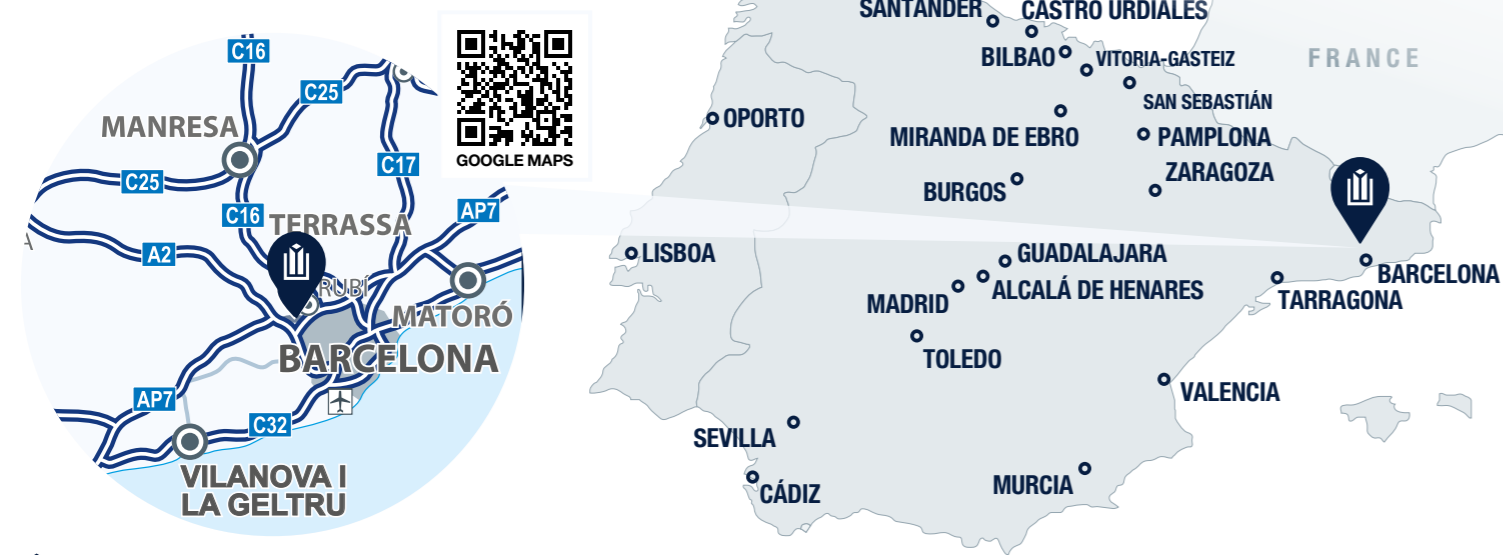 C16
C25
MANRESA
C25
C17
C16
TERRASSA
AP7
A2
RUBÍ
MATORÓ
BARCELONA
AP7
C32
VILANOVA I
LA GELTRU
GOOGLE MAPS
SANTANDER
CASTRO URDIALES
BILBAO
VITORIA-GASTEIZ
FRANCE
SAN SEBASTIÁN
OPORTO
MIRANDA DE EBRO
PAMPLONA
ZARAGOZA
BURGOS
LISBOA
GUADALAJARA
BARCELONA
ALCALÁ DE HENARES
MADRID
TARRAGONA
TOLEDO
VALENCIA
SEVILLA
MURCIA
CÁDIZ